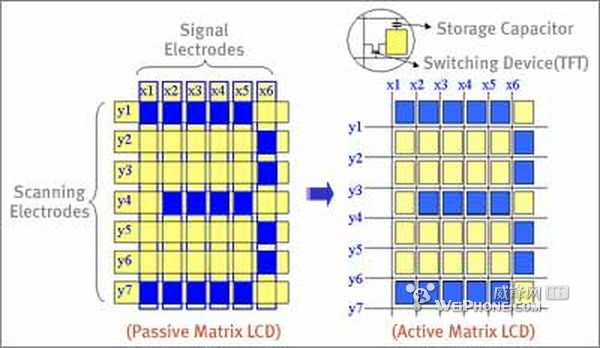 Signal
Electrodes
Storage Capacitor
Switching Device(TFT)
x1 x2 x3 x4 x5 x6
x1 x2 x3 x4 x5 x6
y1
y2
y3
y4
y5
y6
y7
Scanning
Electrodes
y1
y2
y3
y4
y5
y6
y7
威锋网
WEIPHONE.COM
(Passive Matrix LCD)
(Active Matrix LCD)